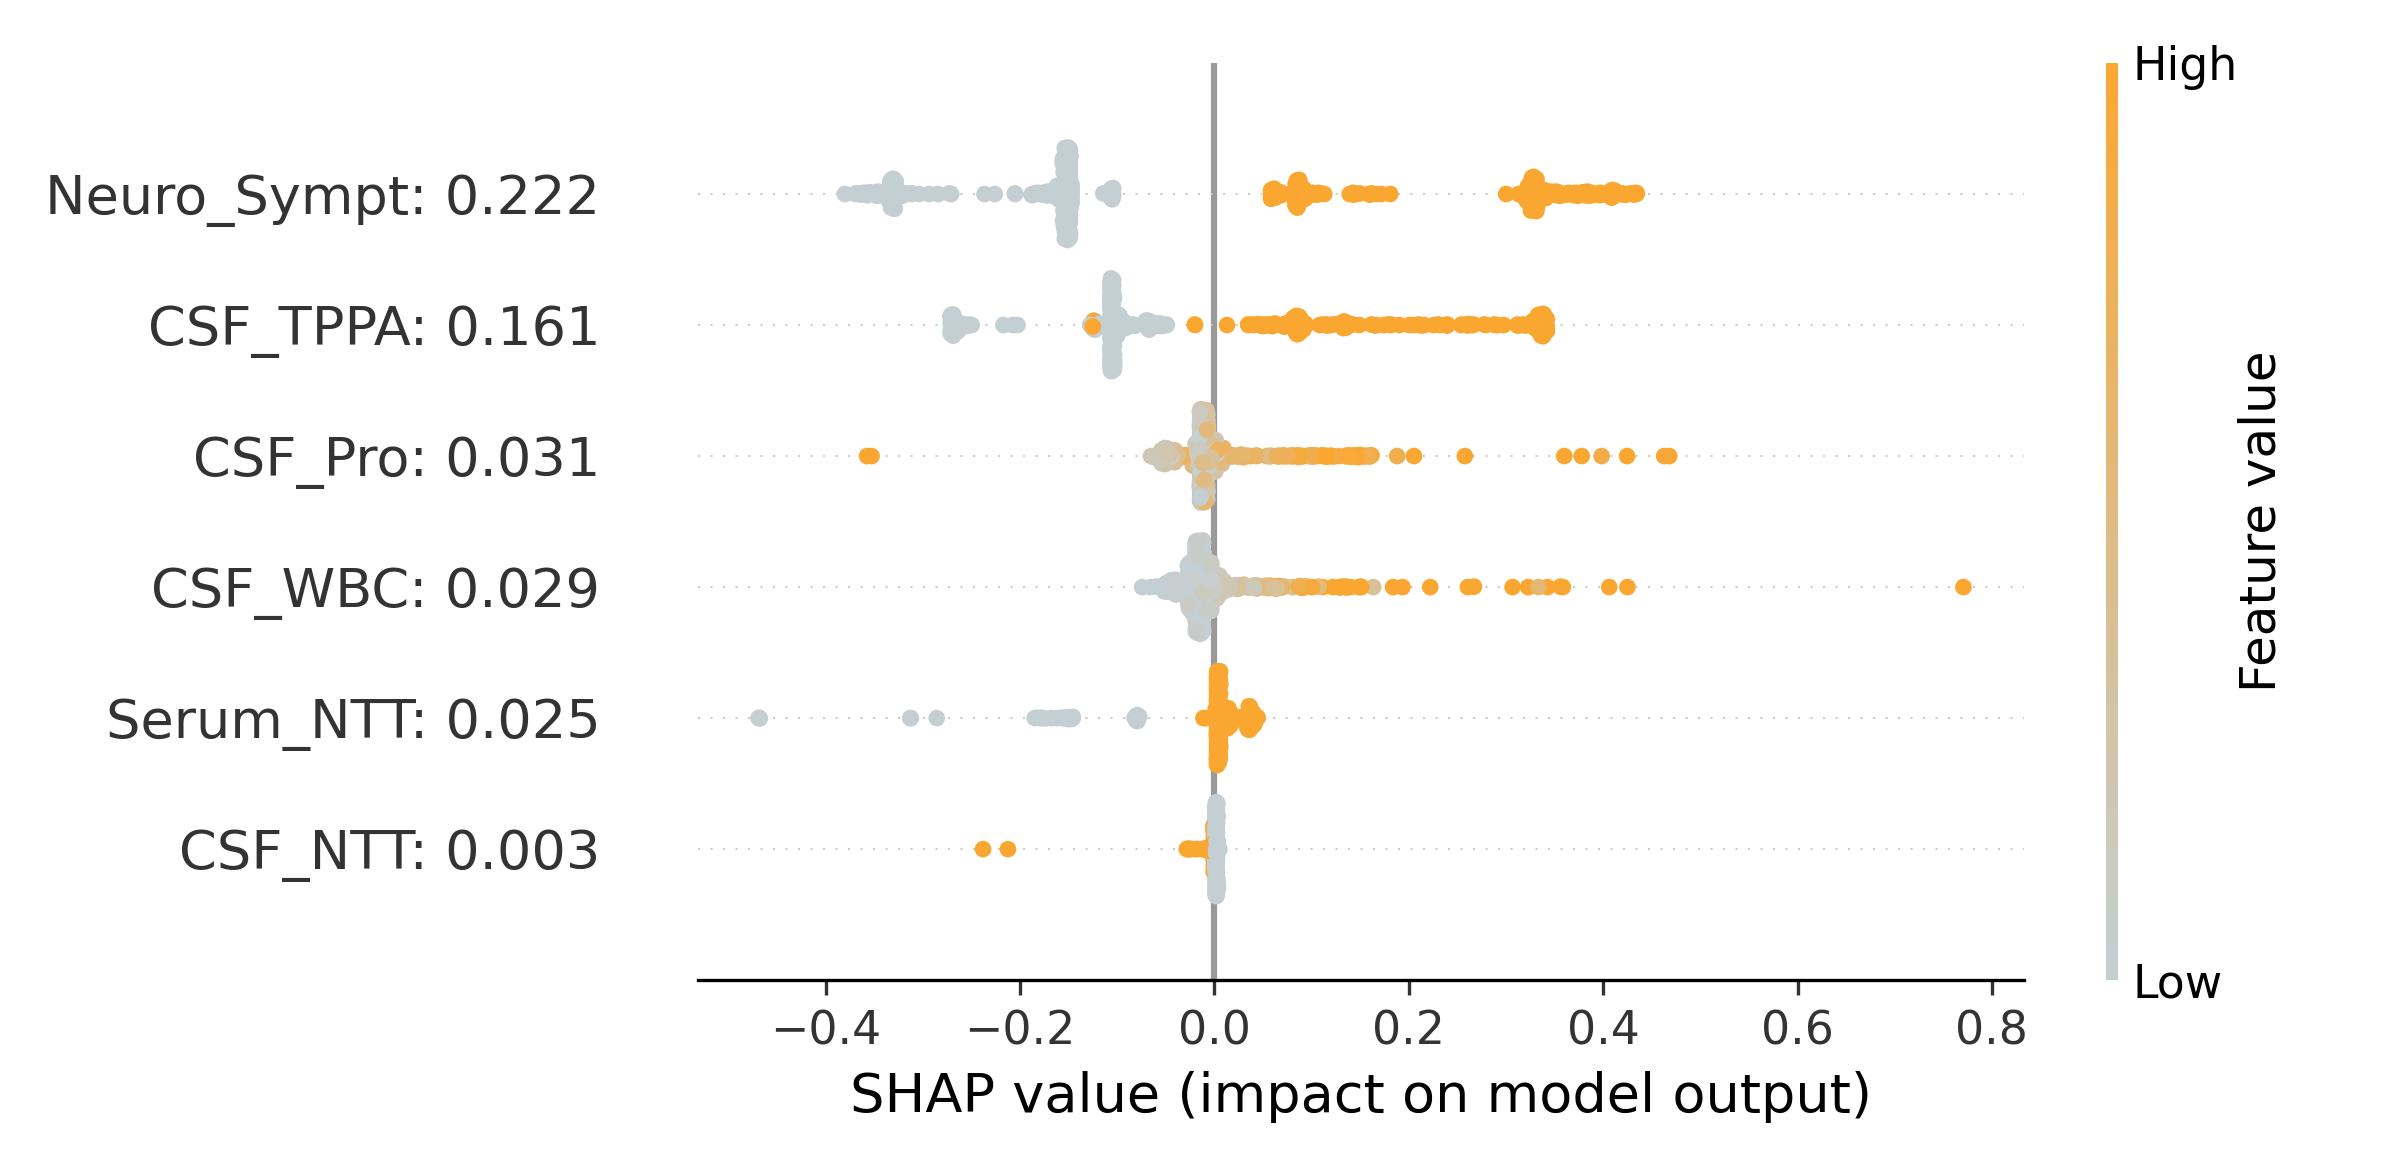 High
Neuro_Sympt: 0.222
CSF_TPPA: 0.161
CSF_Pro: 0.031
CSF_WBC: 0.029
Serum_NTT: 0.025
CSF_NTT: 0.003
Feature value
Low
−0.4 −0.2 0.0 0.2 0.4 0.6 0.8
SHAP value (impact on model output)